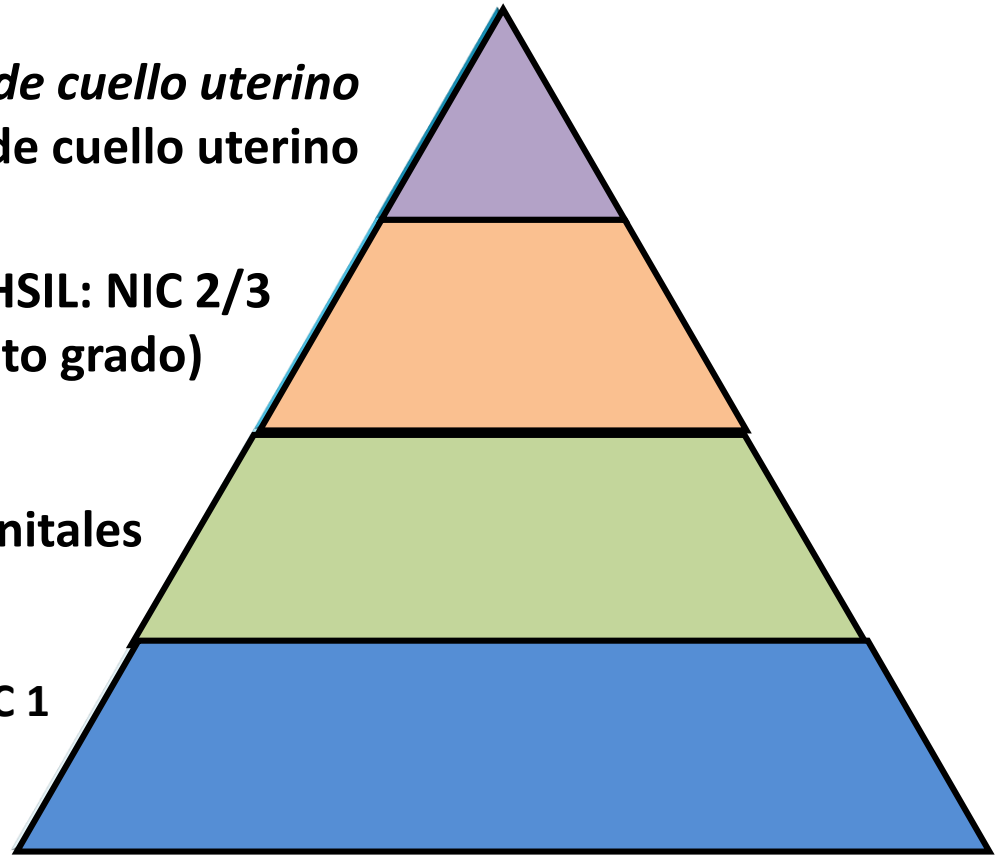 de cuello uterino
de cuello uterino
HSIL: NIC 2/3
to grado)
nitales
C 1